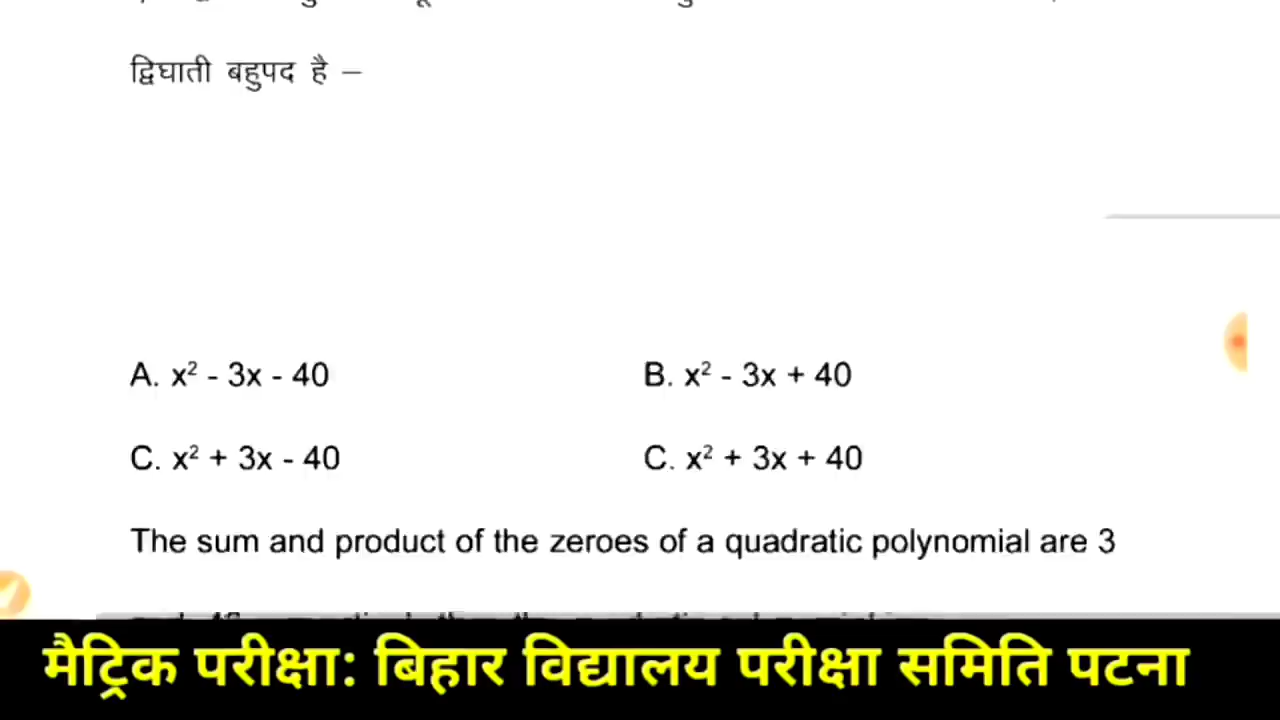 द्विघाती बहुपद है –
A. x² - 3x - 40 B. x² - 3x + 40
C. x² + 3x - 40 C. x² + 3x + 40
The sum and product of the zeroes of a quadratic polynomial are 3
मैट्रिक परीक्षा: बिहार विद्यालय परीक्षा समिति पटना